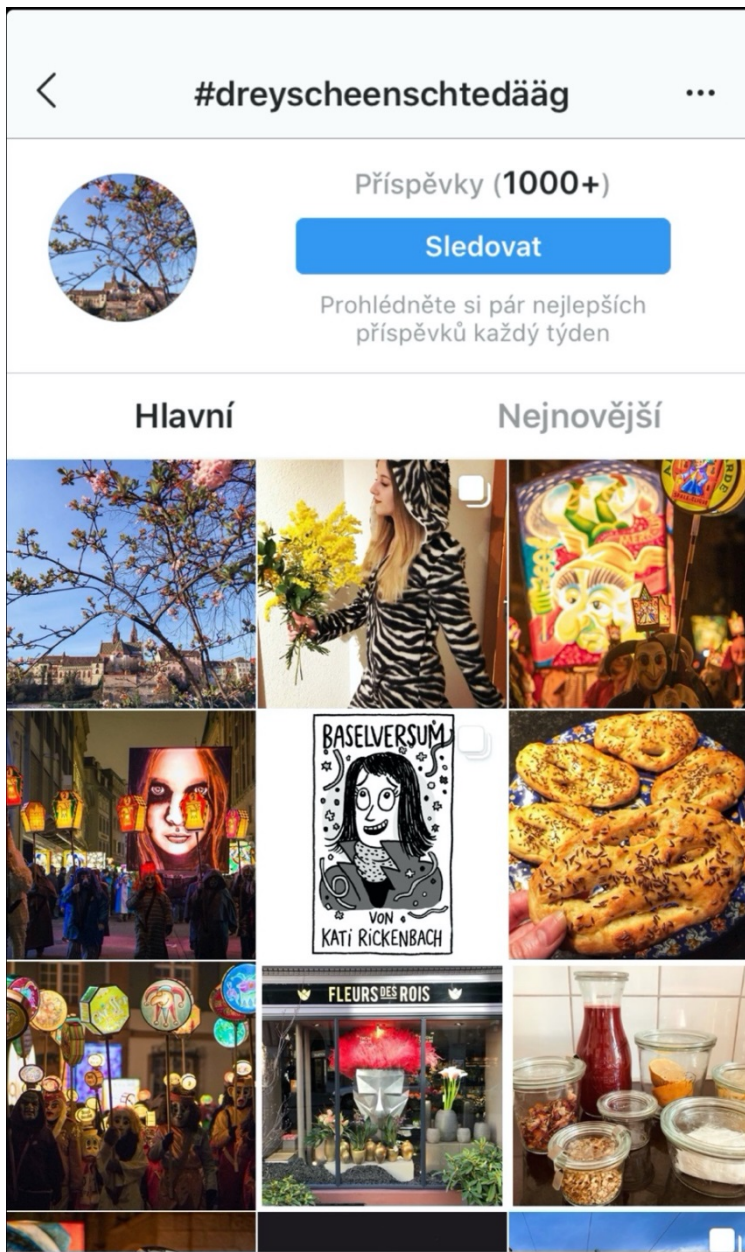 #dreyscheenschtedääg
Příspěvky (1000+)
Sledovat
Prohlédněte si pár nejlepších
příspěvků každý týden
Hlavní
Nejnovější
BASELVERSUM
VON
KATI RICKENBACH
FLEURS DES ROIS